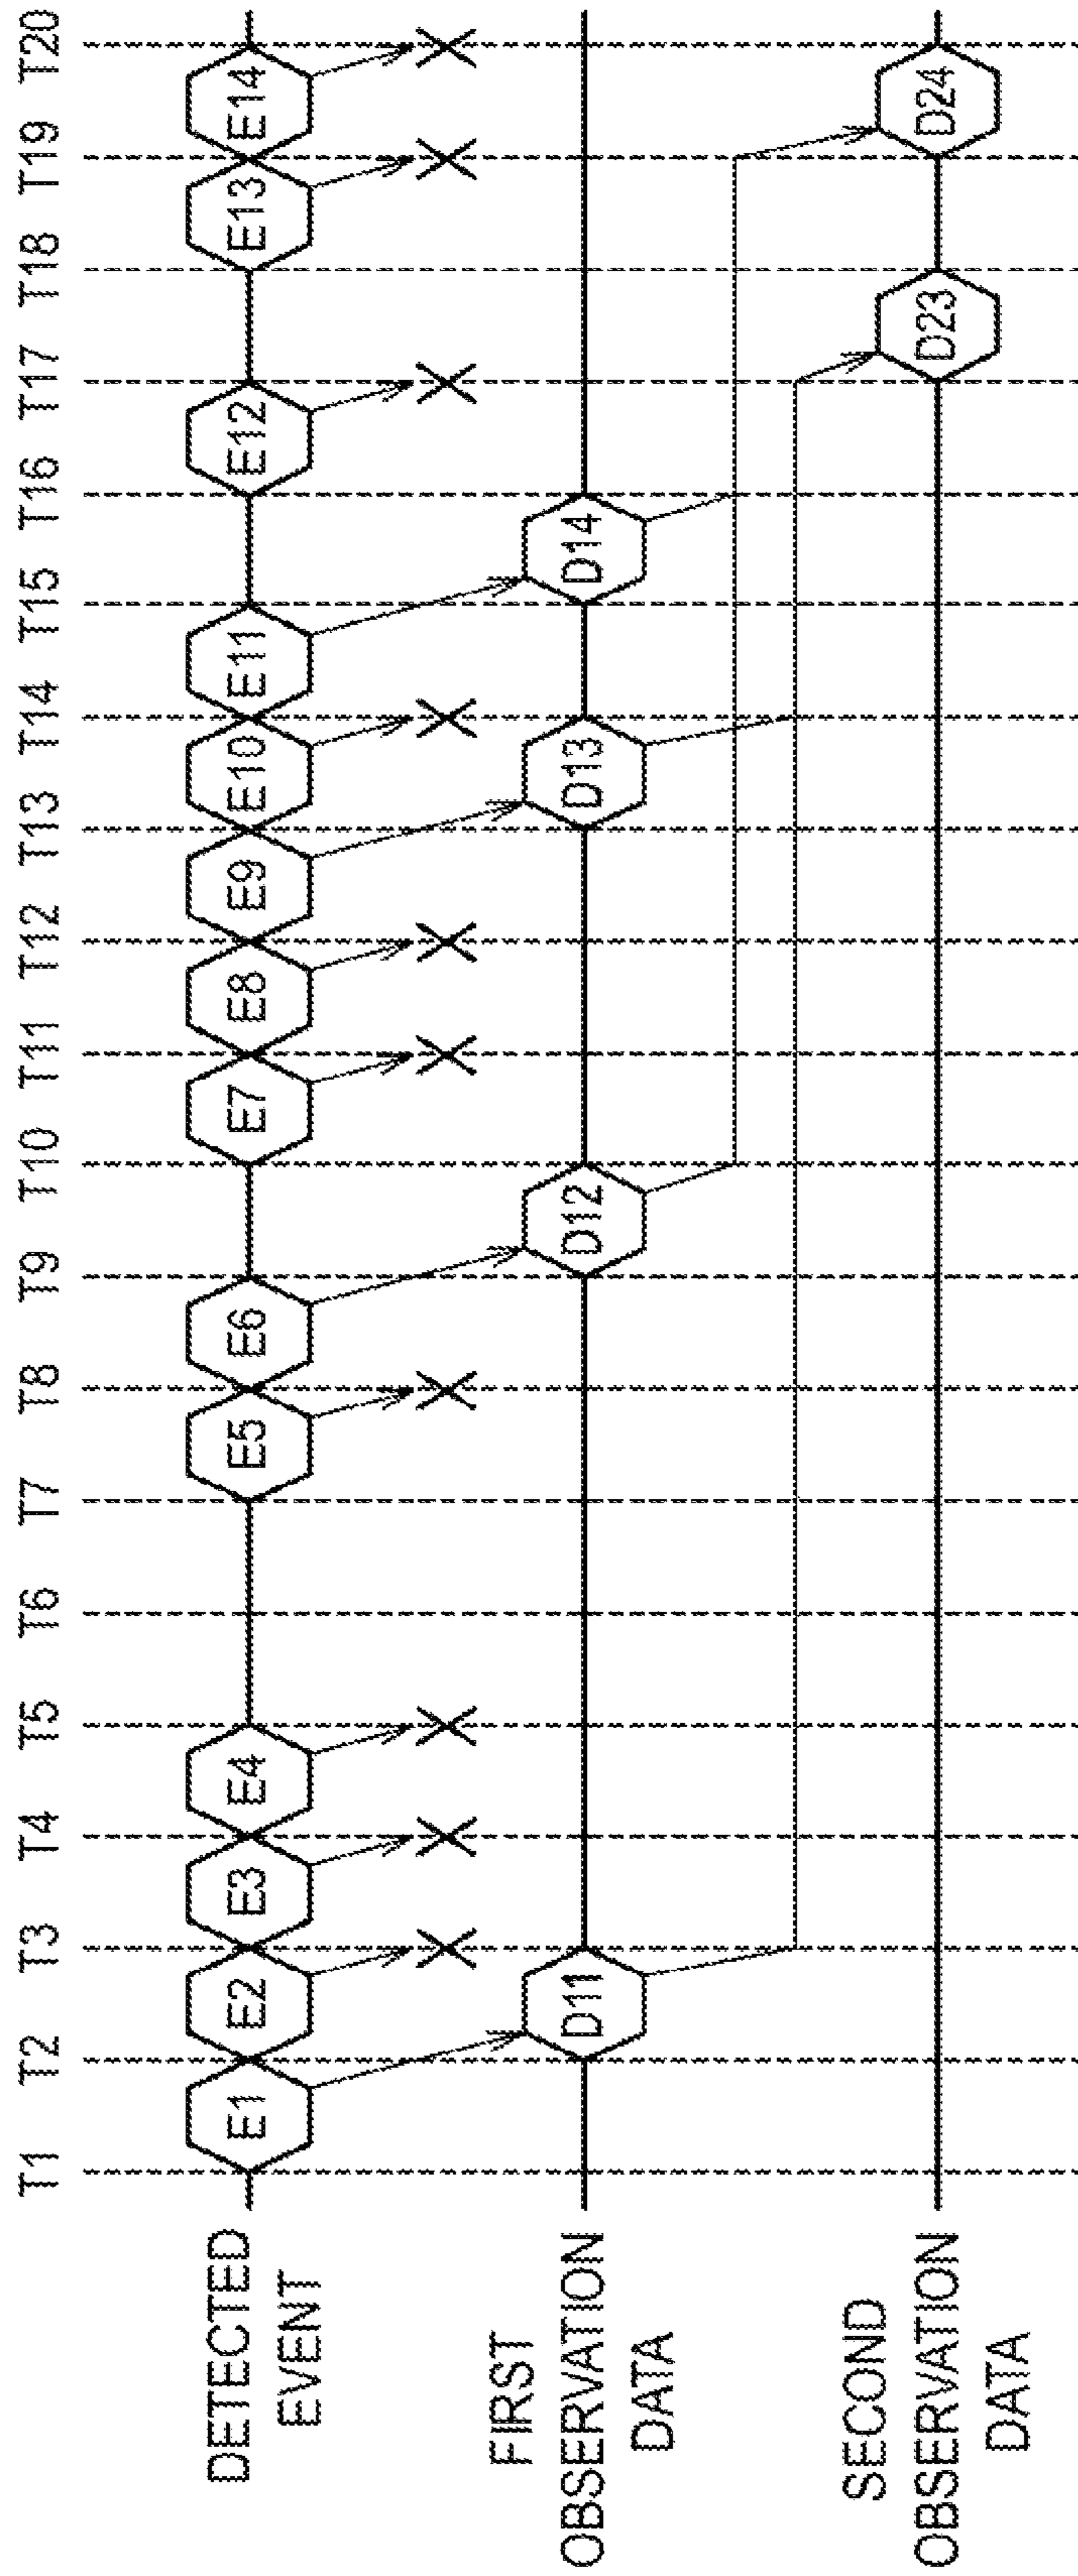 T1 T2 T3 T4 T5 T6 T7 T8 T9 T10 T11 T12 T13 T14 T15 T16 T17 T18 T19 T20
DETECTED
EVENT
E1 E2 E3 E4 E5 E6 E7 E8 E9 E10 E11 E12 E13 E14
FIRST
OBSERVATION
DATA
D11 D12 D13 D14
SECOND
OBSERVATION
DATA
D23 D24